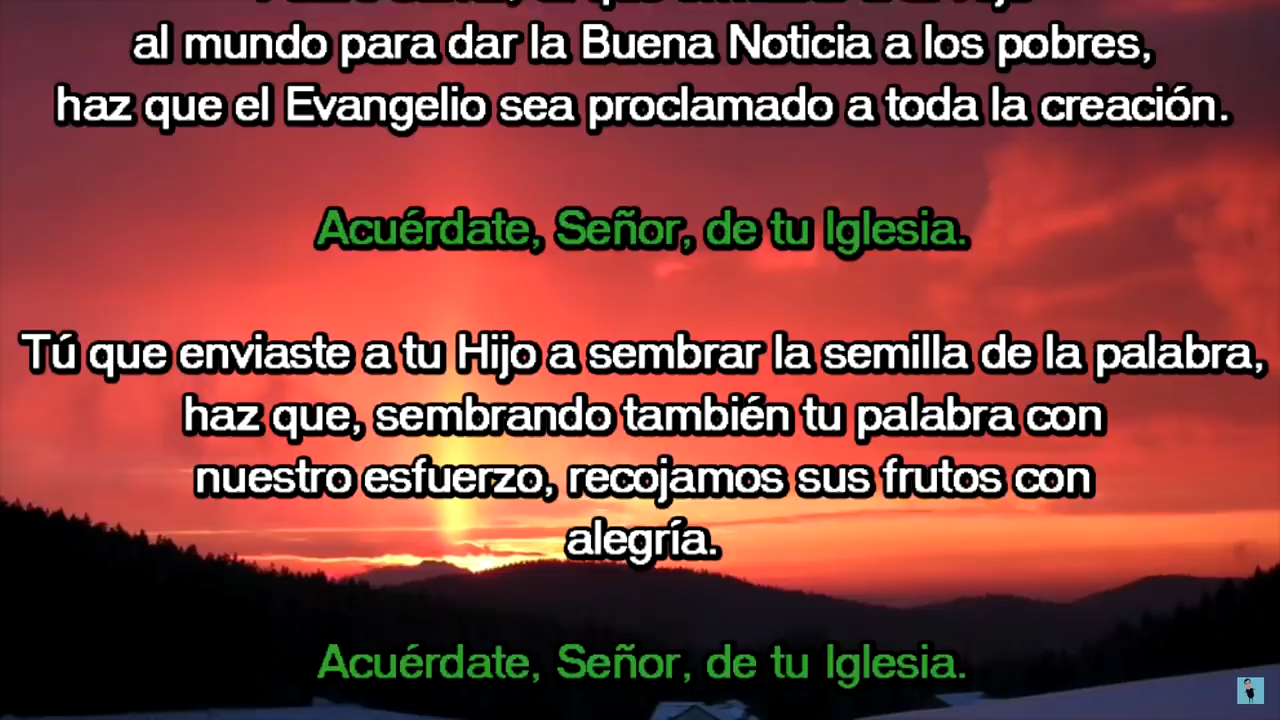 al mundo para dar la Buena Noticia a los pobres,
haz que el Evangelio sea proclamado a toda la creación.
Acuérdate, Señor, de tu Iglesia.
Tú que enviaste a tu Hijo a sembrar la semilla de la palabra,
haz que, sembrando también tu palabra con
nuestro esfuerzo, recojamos sus frutos con
alegría.
Acuérdate, Señor, de tu Iglesia.